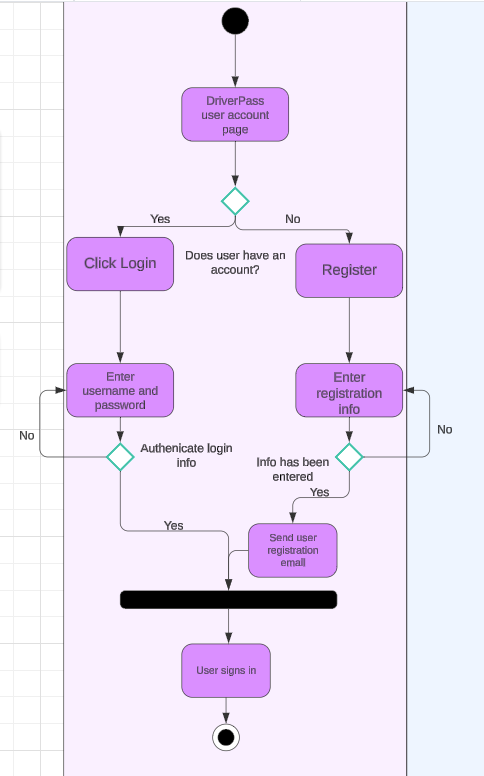 DriverPass
user account
page
Yes
No
Does user have an
account?
Click Login
Register
Enter
username and
password
Enter
registration
info
No
No
Authenicate login
info
Info has been
entered
Yes
Yes
Send user
registration
email
User signs in